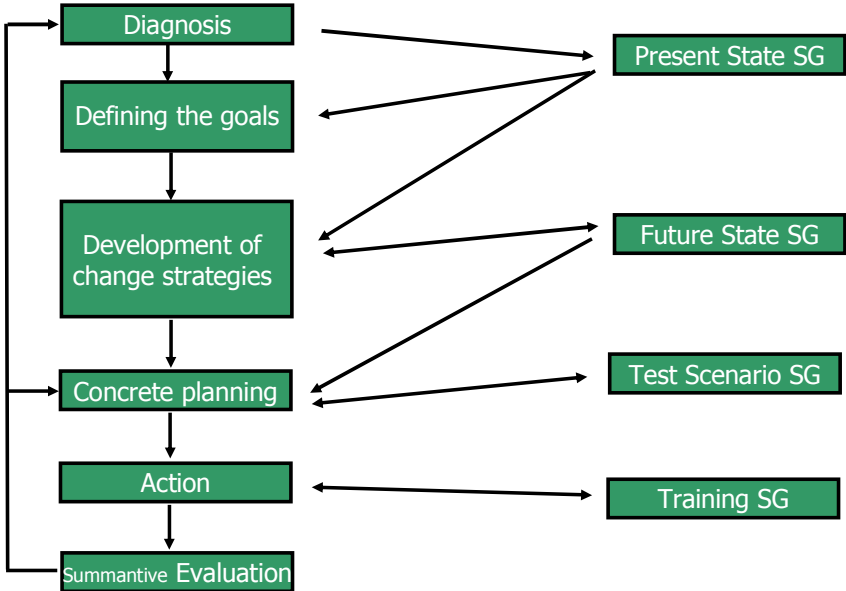 Diagnosis
Present State SG
Defining the goals
Development of
change strategies
Future State SG
Concrete planning
Test Scenario SG
Action
Training SG
Summantive Evaluation